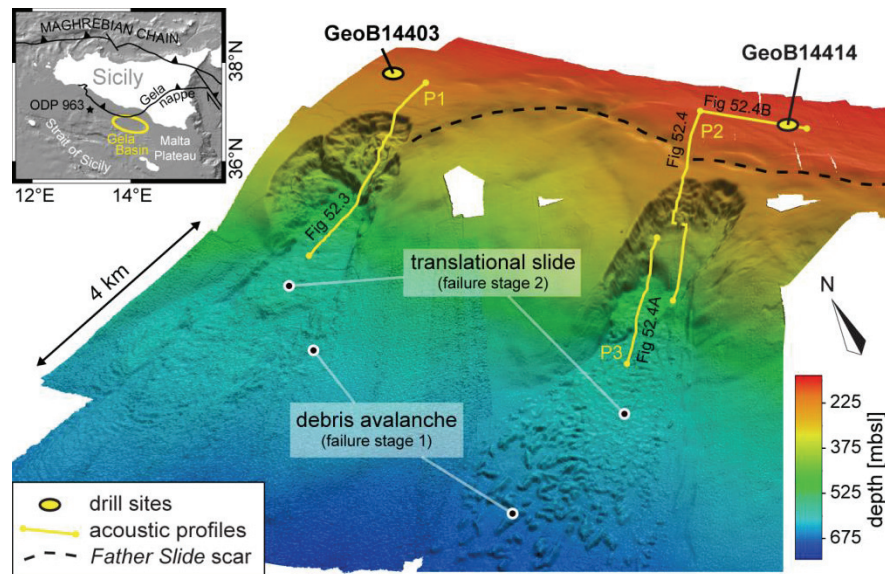 MAGHREBIAN CHAIN
Sicily
ODP 963
Gela
nappe
Gela
Basin
Malta
Plateau
Strait of Sicily
38°N
36°N
12°E
14°E
GeoB14403
GeoB14414
P1
Fig 52.3
Fig 52.4
Fig 52.4B
P2
4 km
translational slide
(failure stage 2)
P3
Fig 52.4A
N
debris avalanche
(failure stage 1)
225
375
525
675
depth [mbsl]
drill sites
acoustic profiles
Father Slide scar